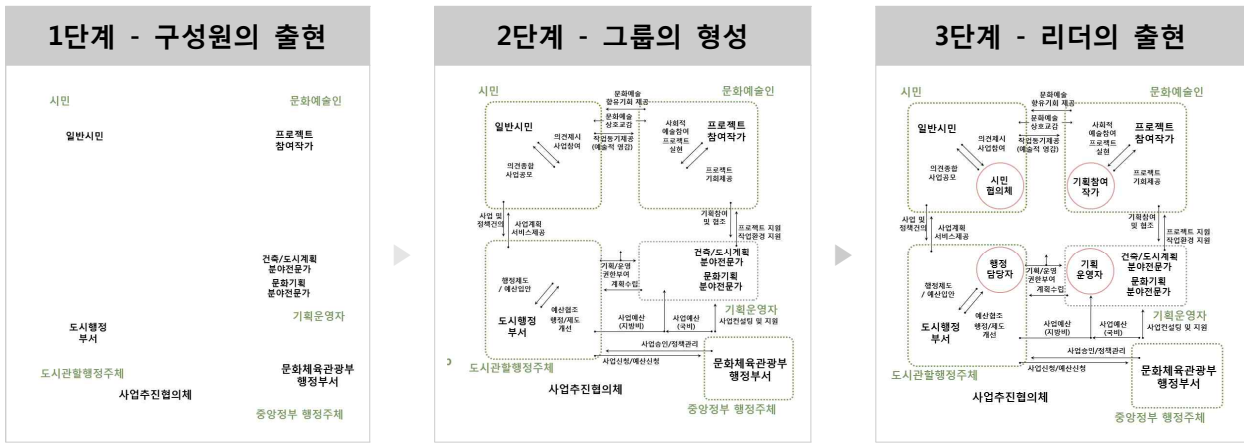 1단계 - 구성원의 출현
시민
문화예술인
일반시민
프로젝트
참여작가
건축/도시계획
분야전문가
문화기획
분야전문가
기획운영자
도시행정
부서
도시관할행정주체
문화체육관광부
행정부서
사업추진협의체
중앙정부 행정주체
2단계 - 그룹의 형성
시민
문화예술인
문화예술
향유기회 제공
문화예술
상호교감
작업동기제공
(예술적 영감)
일반시민
의견제시
사업참여
의견종합
사업공모
사회적
예술참여
프로젝트
실현
프로젝트
참여작가
프로젝트
기회제공
사업 및
정책건의
사업계획
서비스제공
기획참여
및 협조
프로젝트 지원
작업환경 지원
행정제도
/ 예산입안
예산협조
행정/제도
개선
도시행정
부서
기획/운영
권한부여
계획수립
건축/도시계획
분야전문가
문화기획
분야전문가
기획운영자
사업컨설팅 및 지원
사업예산
(지방비)
사업예산
(국비)
사업승인/정책관리
사업신청/예산신청
도시관할행정주체
문화체육관광부
행정부서
사업추진협의체
중앙정부 행정주체
3단계 - 리더의 출현
시민
문화예술인
문화예술
향유기회 제공
문화예술
상호교감
작업동기제공
(예술적 영감)
일반시민
의견제시
사업참여
의견종합
사업공모
시민
협의체
사회적
예술참여
프로젝트
실현
프로젝트
참여작가
기획참여
작가
프로젝트
기회제공
사업 및
정책건의
사업계획
서비스제공
기획참여
및 협조
프로젝트 지원
작업환경 지원
행정
담당자
행정제도
/ 예산입안
예산협조
행정/제도
개선
도시행정
부서
기획/운영
권한부여
계획수립
기획
운영자
건축/도시계획
분야전문가
문화기획
분야전문가
기획운영자
사업컨설팅 및 지원
사업예산
(지방비)
사업예산
(국비)
사업승인/정책관리
사업신청/예산신청
도시관할행정주체
문화체육관광부
행정부서
사업추진협의체
중앙정부 행정주체